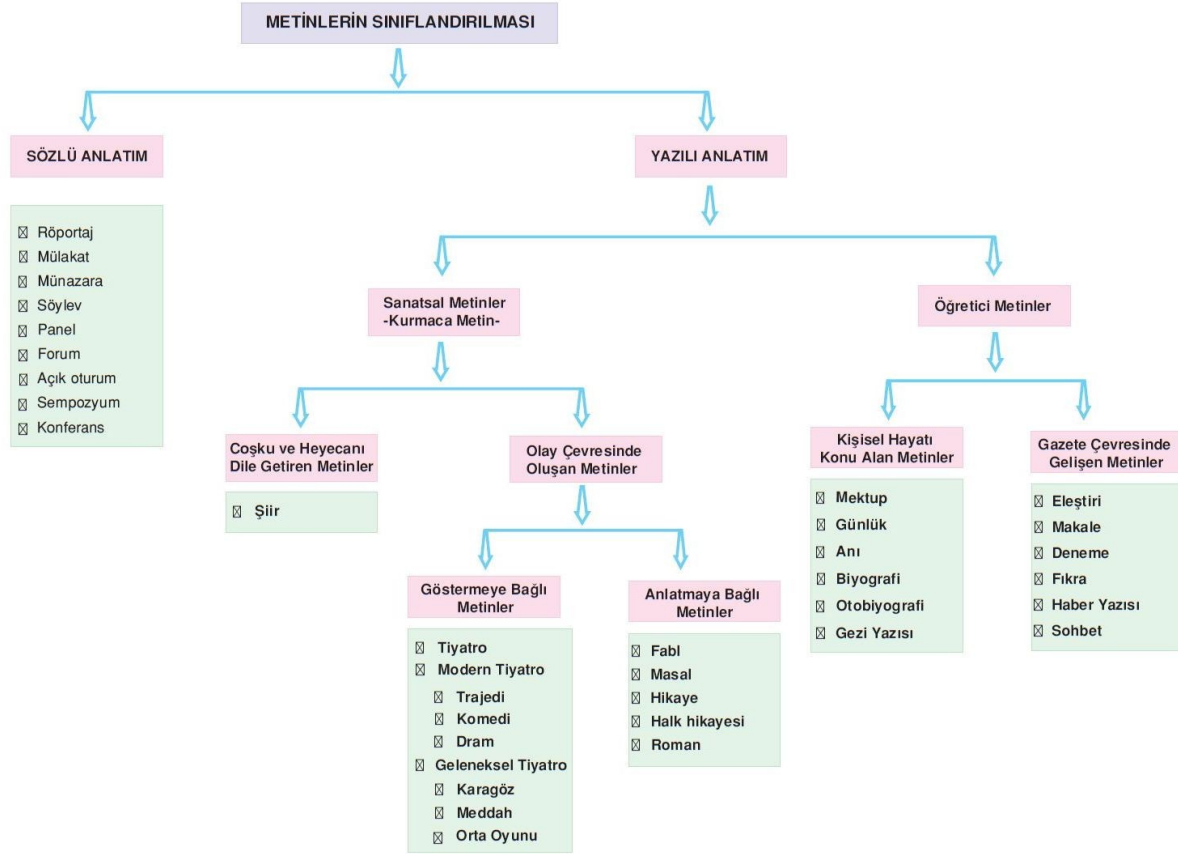 METİNLERİN SINIFLANDIRILMASI
SÖZLÜ ANLATIM
Röportaj
Mülakat
Münazara
Söylev
Panel
Forum
Açık oturum
Sempozyum
Konferans
YAZILI ANLATIM
Sanatsal Metinler
-Kurmaca Metin-
Coşku ve Heyecanı
Dile Getiren Metinler
Şiir
Olay Çevresinde
Oluşan Metinler
Göstermeye Bağlı
Metinler
Tiyatro
Modern Tiyatro
Trajedi
Komedi
Dram
Geleneksel Tiyatro
Karagöz
Meddah
Orta Oyunu
Anlatmaya Bağlı
Metinler
Fabl
Masal
Hikaye
Halk hikayesi
Roman
Öğretici Metinler
Kişisel Hayatı
Konu Alan Metinler
Mektup
Günlük
Anı
Biyografi
Otobiyografi
Gezi Yazısı
Gazete Çevresinde
Gelişen Metinler
Eleştiri
Makale
Deneme
Fıkra
Haber Yazısı
Sohbet